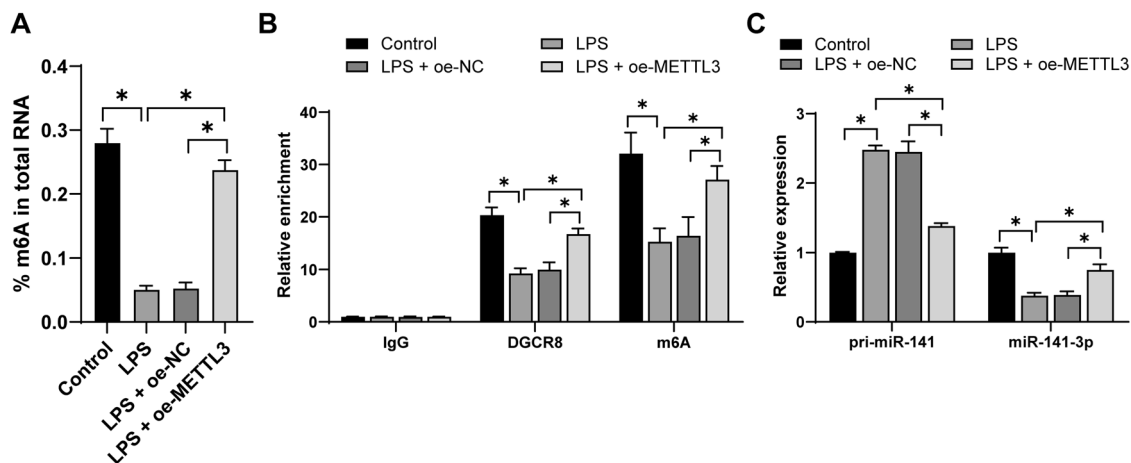 A
% m6A in total RNA
0.4
0.3
0.2
0.1
0.0
* *
*
Control
LPS
LPS + oe-NC
LPS + oe-METTL3
B
Control LPS
LPS + oe-NC LPS + oe-METTL3
Relative enrichment
40
30
20
10
0
* *
*
* *
*
IgG DGCR8 m6A
C
Control LPS
LPS + oe-NC LPS + oe-METTL3
Relative expression
3
2
1
0
*
* *
* *
*
pri-miR-141 miR-141-3p